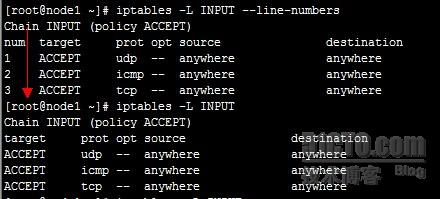 [root@node1 ~]# iptables -L INPUT --line-numbers
Chain INPUT (policy ACCEPT)
num  target     prot opt source               destination
1    ACCEPT     udp  --  anywhere             anywhere
2    ACCEPT     icmp --  anywhere             anywhere
3    ACCEPT     tcp  --  anywhere             anywhere
[root@node1 ~]# iptables -L INPUT
Chain INPUT (policy ACCEPT)
target     prot opt source               destination
ACCEPT     udp  --  anywhere             anywhere
ACCEPT     icmp --  anywhere             anywhere
ACCEPT     tcp  --  anywhere             anywhere
51CTO.com
技术博客 Blog